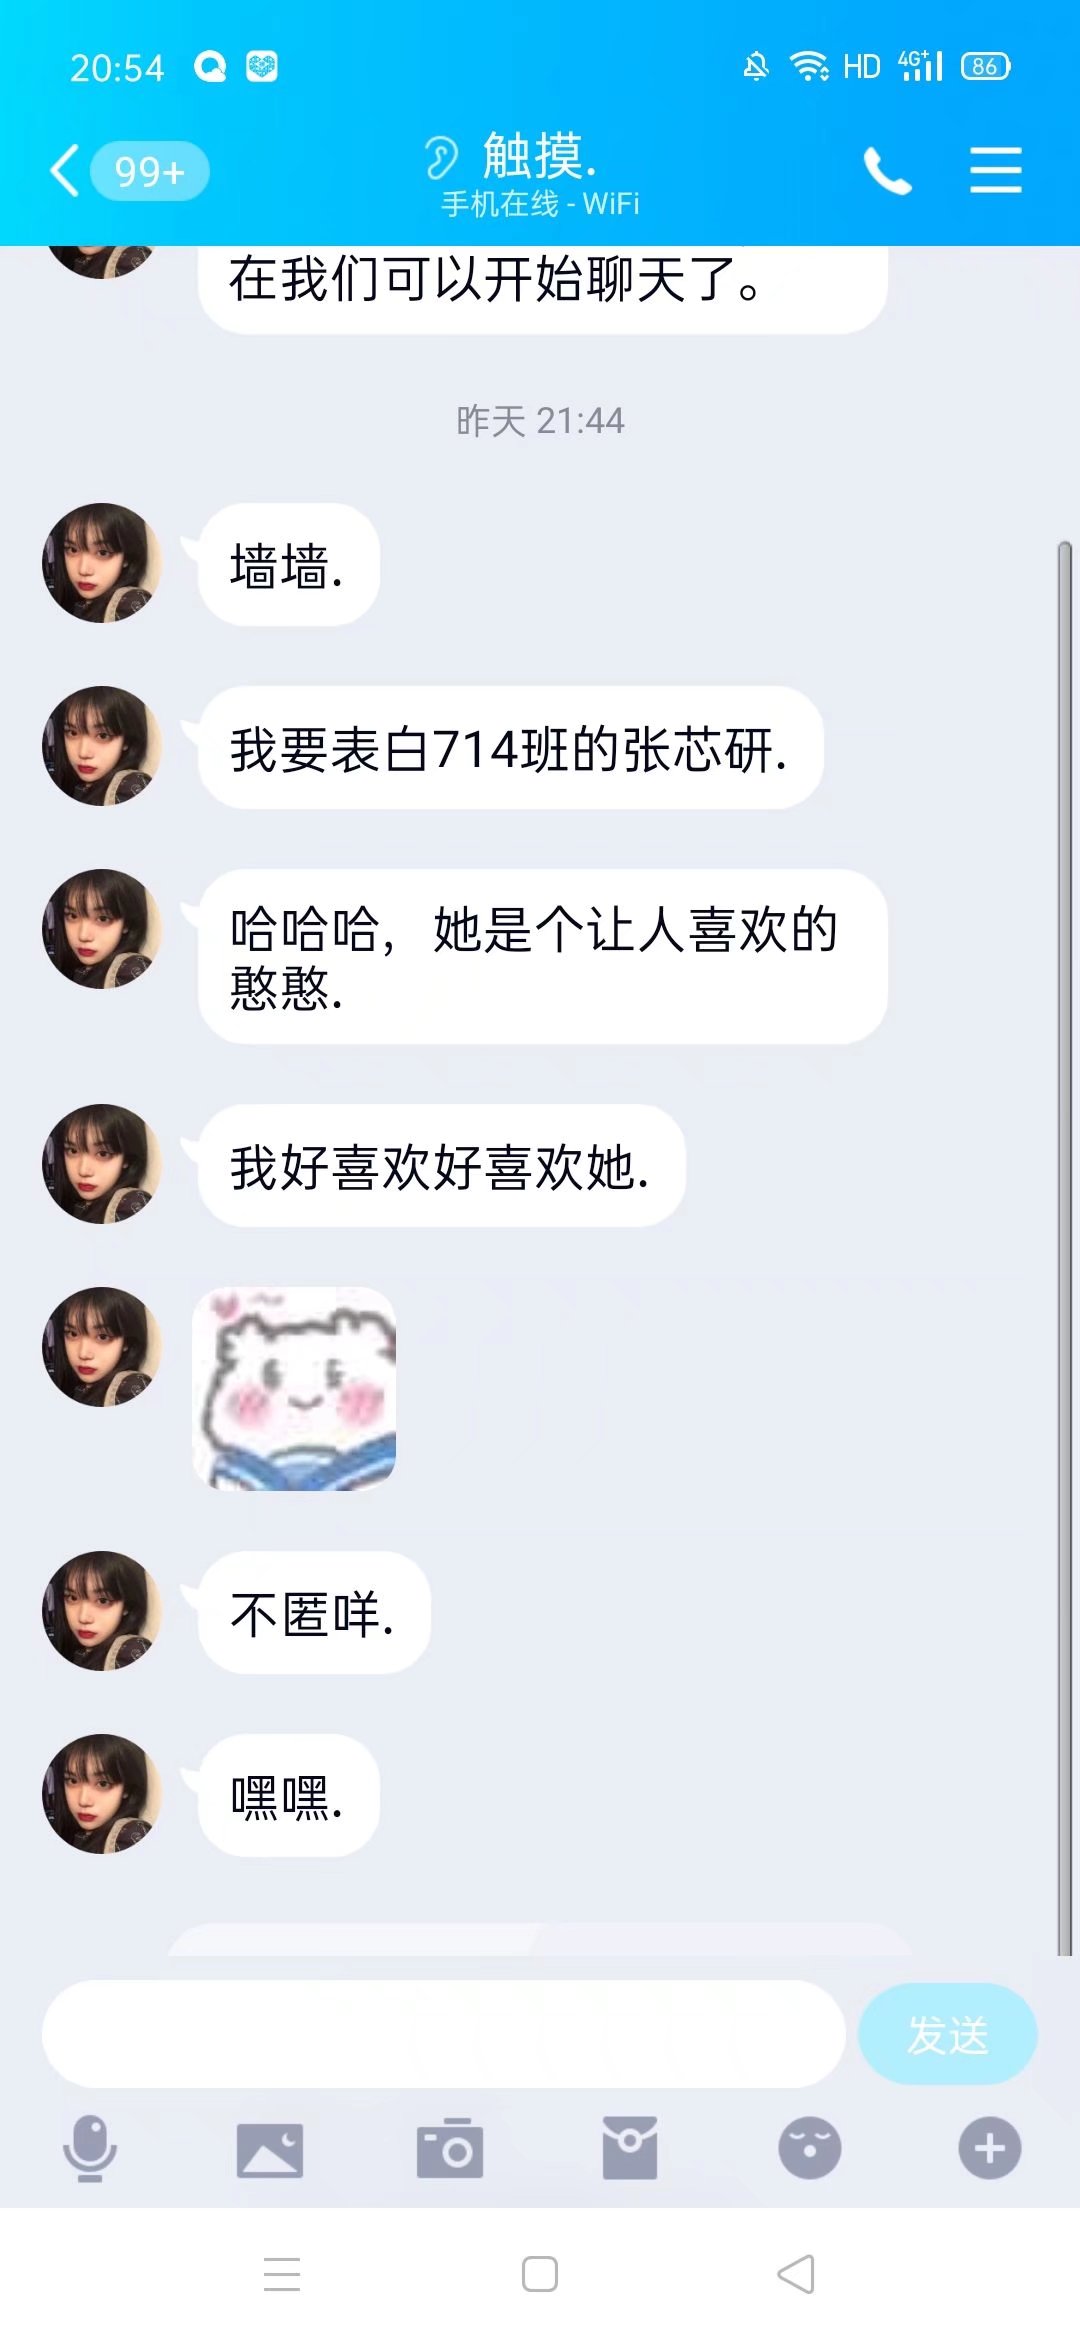 20:54
HD 4G+ 86
99+
触摸.
手机在线 - WiFi
在我们可以开始聊天了。
昨天 21:44
墙墙.
我要表白714班的张芯研.
哈哈哈，她是个让人喜欢的
憨憨.
我好喜欢好喜欢她.
不匿咩.
嘿嘿.
发送